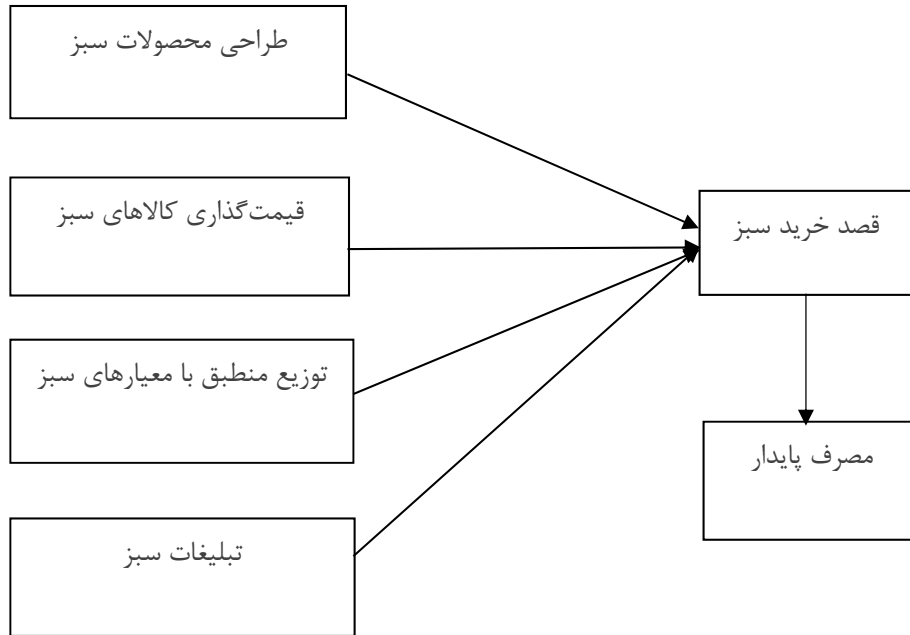 طراحی محصولات سبز
قیمت‌گذاری کالاهای سبز
قصد خرید سبز
توزیع منطبق با معیارهای سبز
مصرف پایدار
تبلیغات سبز